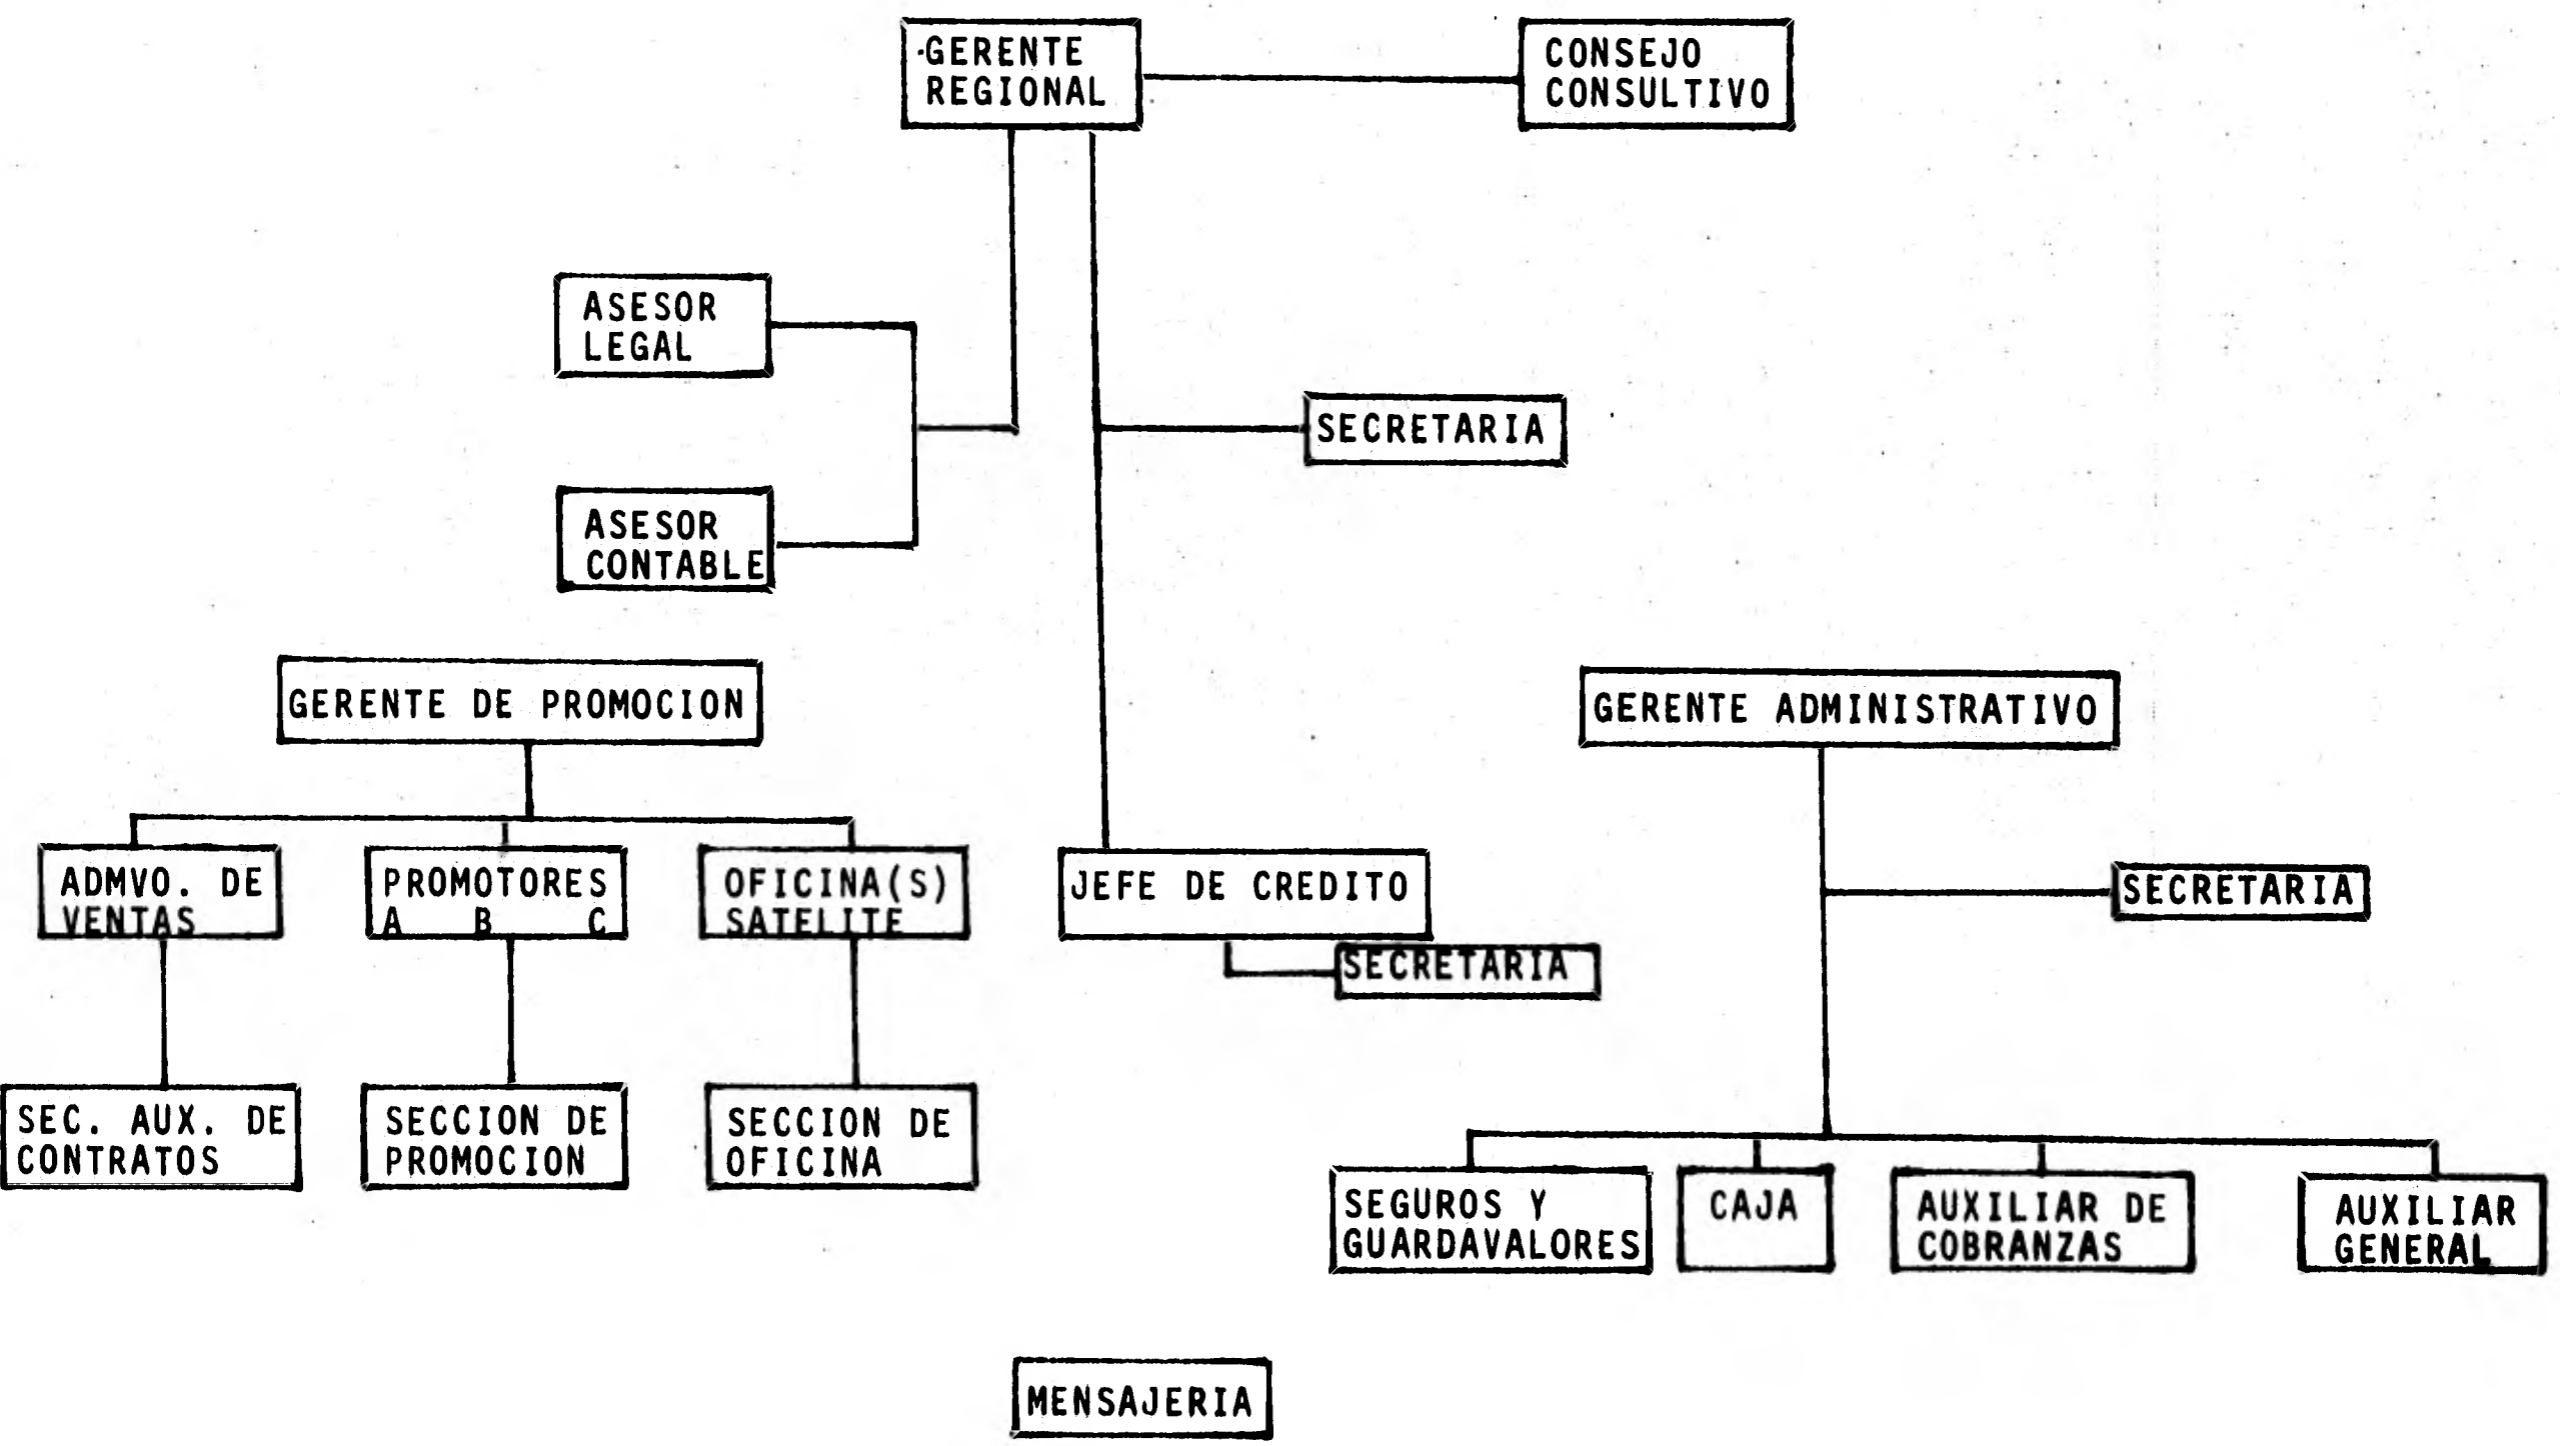 GERENTE
REGIONAL
CONSEJO
CONSULTIVO
ASESOR
LEGAL
SECRETARIA
ASESOR
CONTABLE
GERENTE DE PROMOCION
GERENTE ADMINISTRATIVO
ADMVO. DE
VENTAS
PROMOTORES
A B C
OFICINA(S)
SATELITE
JEFE DE CREDITO
SECRETARIA
SECRETARIA
SEC. AUX. DE
CONTRATOS
SECCION DE
PROMOCION
SECCION DE
OFICINA
SEGUROS Y
GUARDAVALORES
CAJA
AUXILIAR DE
COBRANZAS
AUXILIAR
GENERAL
MENSAJERIA